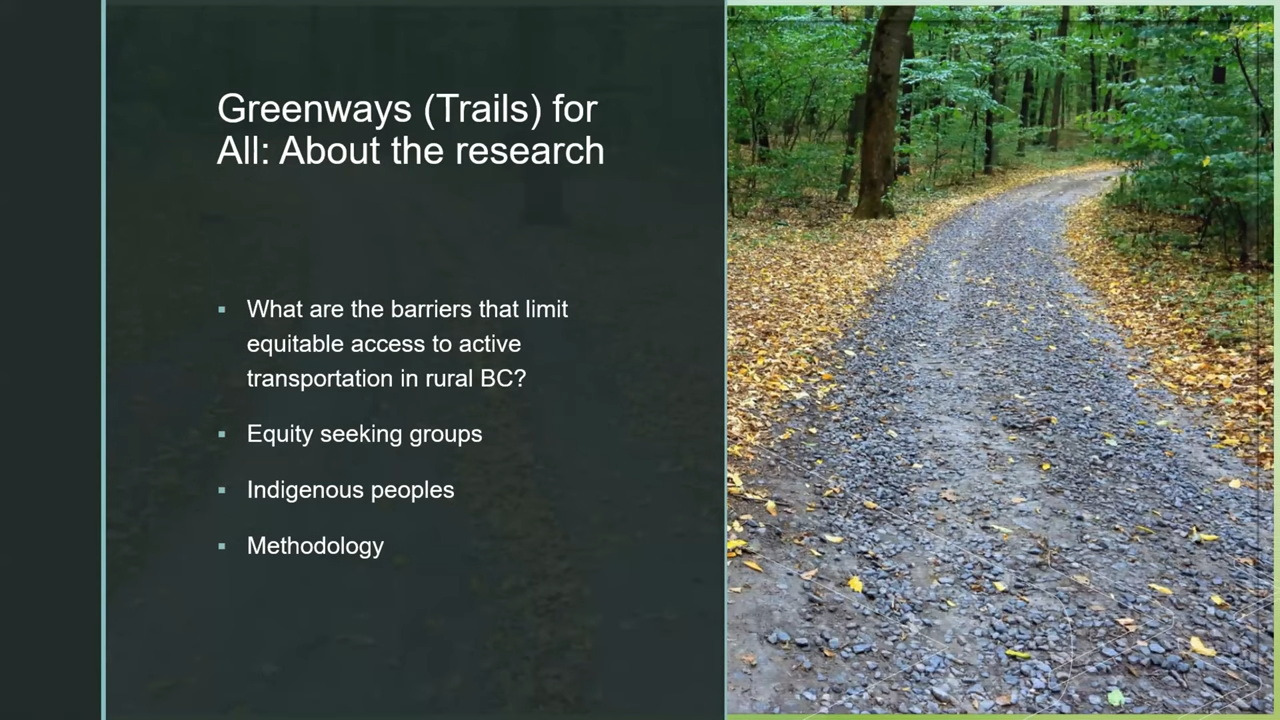 Greenways (Trails) for
All: About the research
What are the barriers that limit
equitable access to active
transportation in rural BC?
Equity seeking groups
Indigenous peoples
Methodology